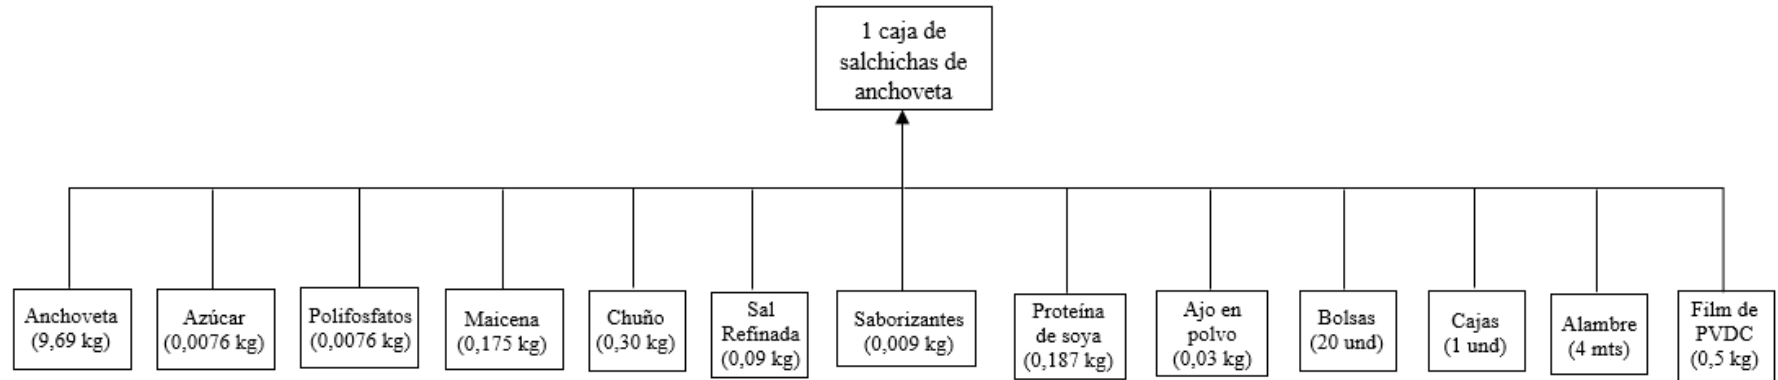 1 caja de
salchichas de
anchoveta
Anchoveta
(9,69 kg)
Azúcar
(0,0076 kg)
Polifosfatos
(0,0076 kg)
Maicena
(0,175 kg)
Chuño
(0,30 kg)
Sal
Refinada
(0,09 kg)
Saborizantes
(0,009 kg)
Proteína
de soya
(0,187 kg)
Ajo en
polvo
(0,03 kg)
Bolsas
(20 und)
Cajas
(1 und)
Alambre
(4 mts)
Film de
PVDC
(0,5 kg)